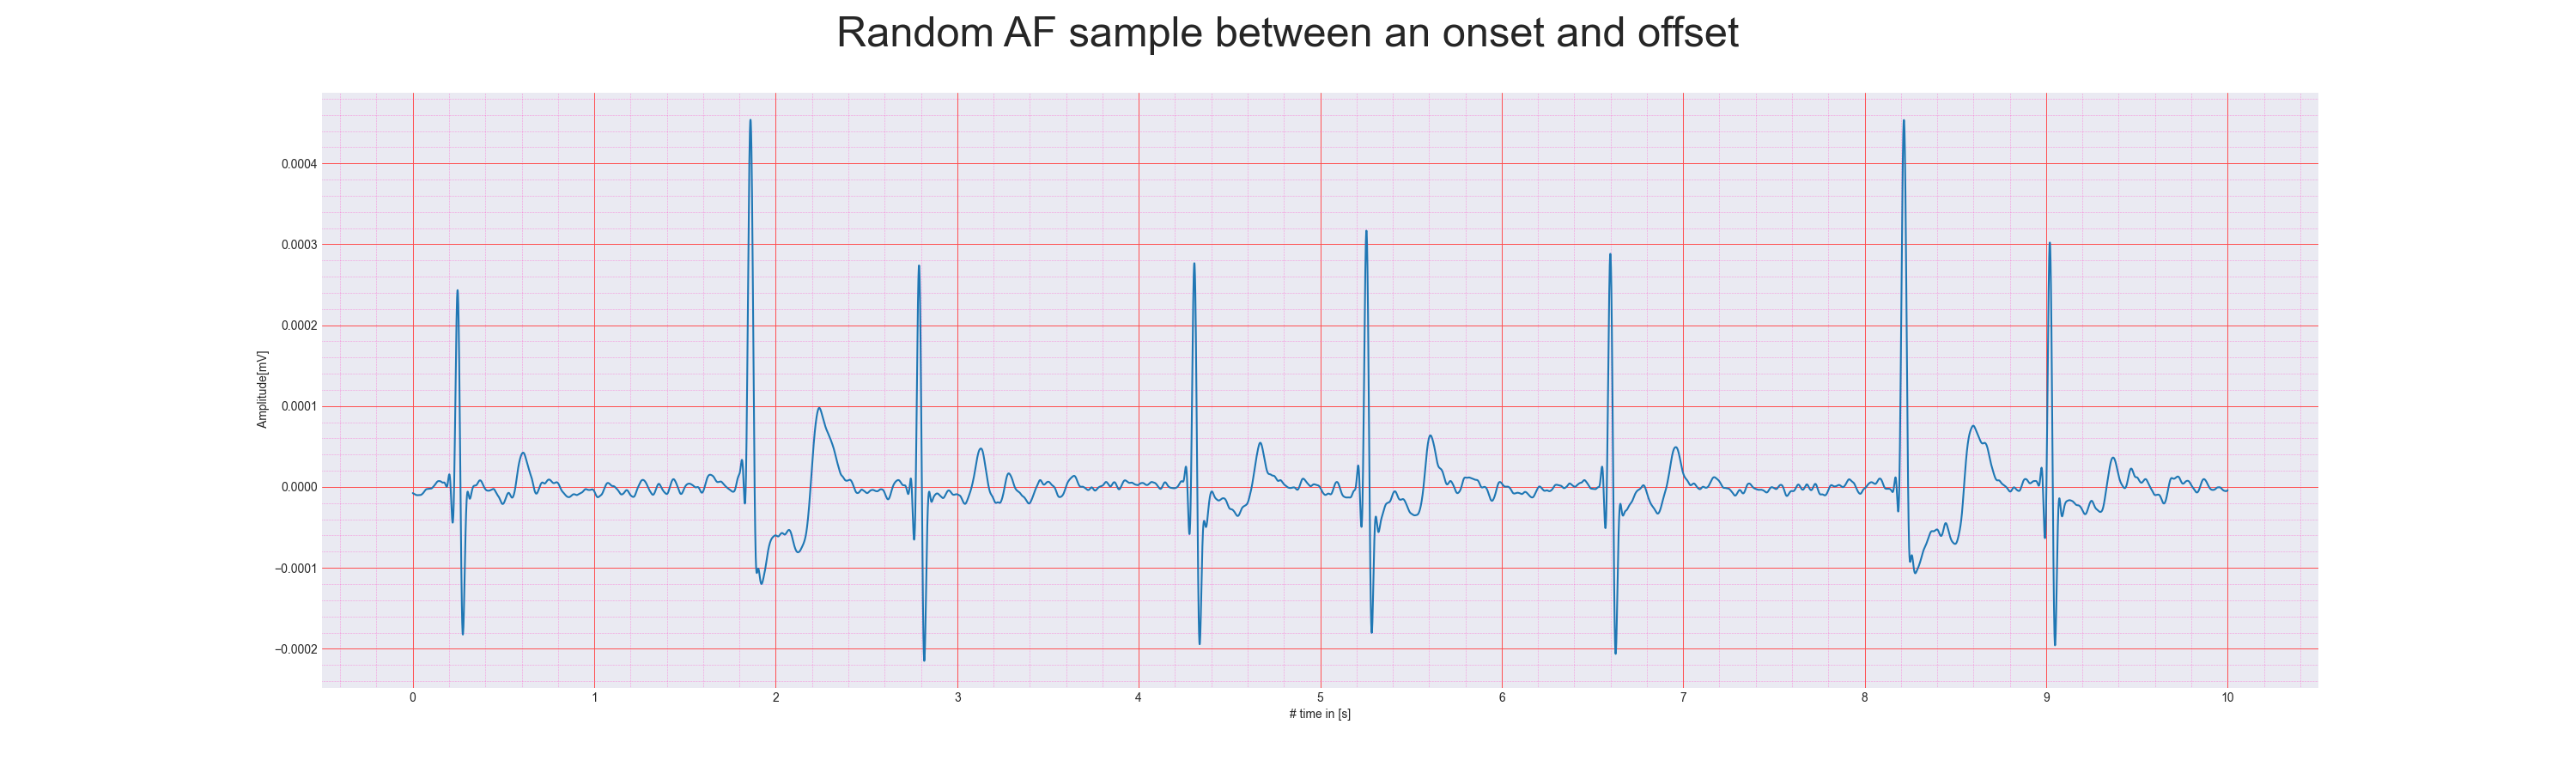 Random AF sample between an onset and offset
0.0004
0.0003
0.0002
0.0001
0.0000
−0.0001
−0.0002
Amplitude[mV]
0 1 2 3 4 5 6 7 8 9 10
# time in [s]